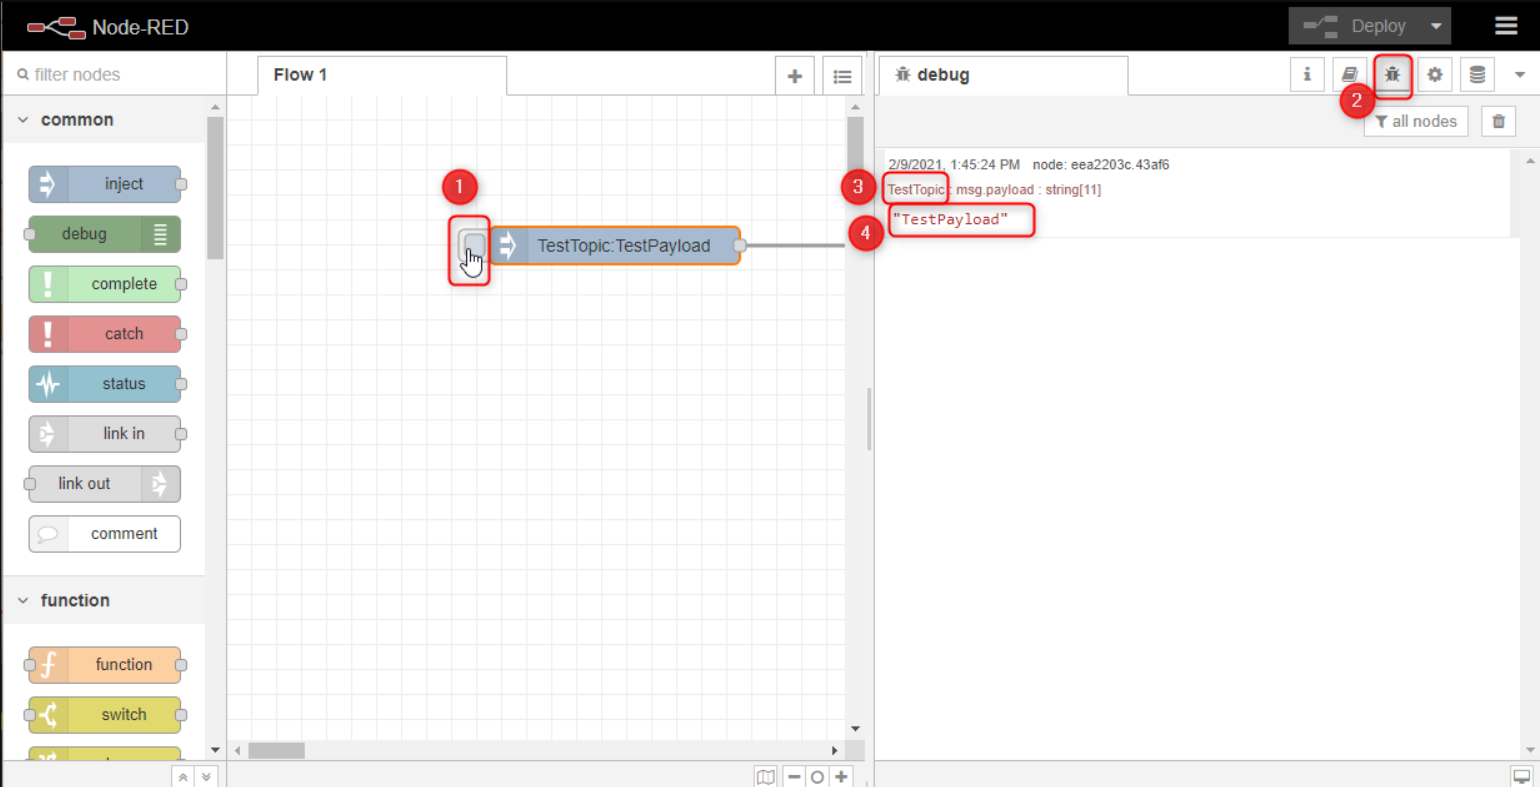 Node-RED
Deploy
filter nodes
Flow 1
debug
i
2
all nodes
common
inject
debug
complete
catch
status
link in
link out
comment
function
function
switch
1
TestTopic:TestPayload
2/9/2021, 1:45:24 PM node: eea2203c.43af6
3
TestTopic : msg.payload : string[11]
4
"TestPayload"